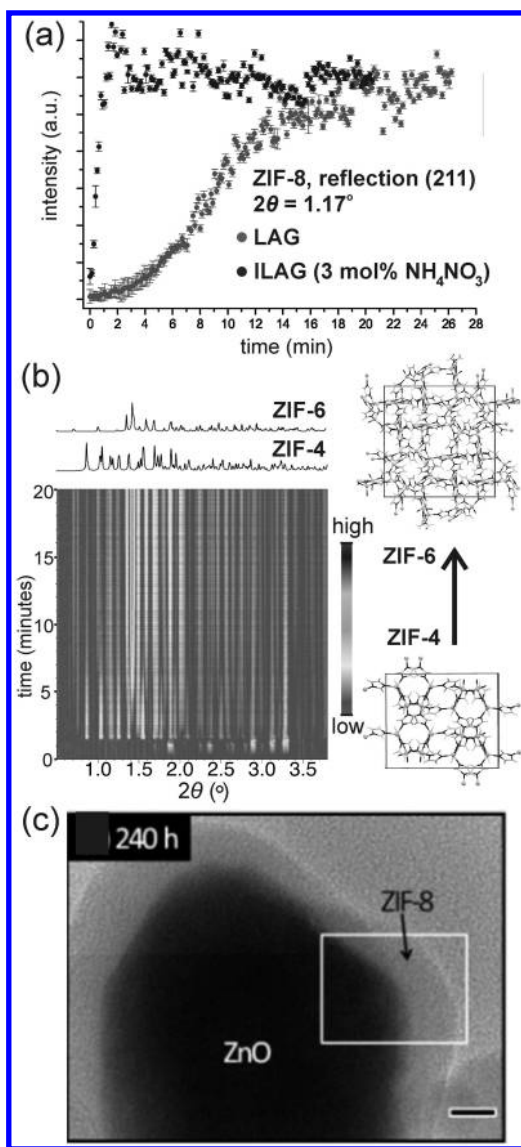 (a)
intensity (a.u.)
ZIF-8, reflection (211)
2θ = 1.17°
LAG
ILAG (3 mol% NH₄NO₃)
0 2 4 6 8 10 12 14 16 18 20 22 24 26 28
time (min)
(b)
ZIF-6
ZIF-4
20
15
10
5
0
time (minutes)
1.0 1.5 2.0 2.5 3.0 3.5
2θ (°)
high
low
ZIF-6
ZIF-4
(c)
) 240 h
ZIF-8
ZnO